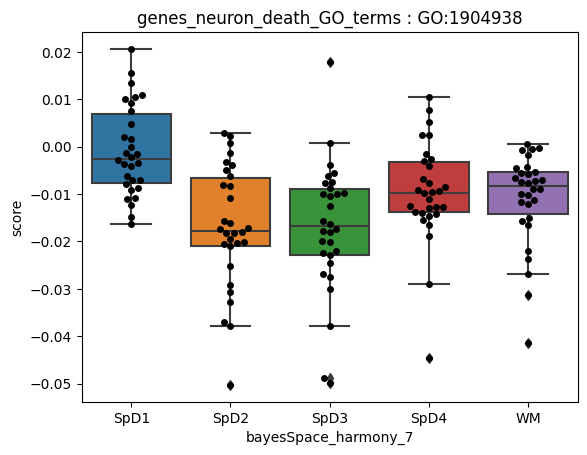 genes_neuron_death_GO_terms : GO:1904938
0.02
0.01
0.00
−0.01
−0.02
−0.03
−0.04
−0.05
score
SpD1 SpD2 SpD3 SpD4 WM
bayesSpace_harmony_7